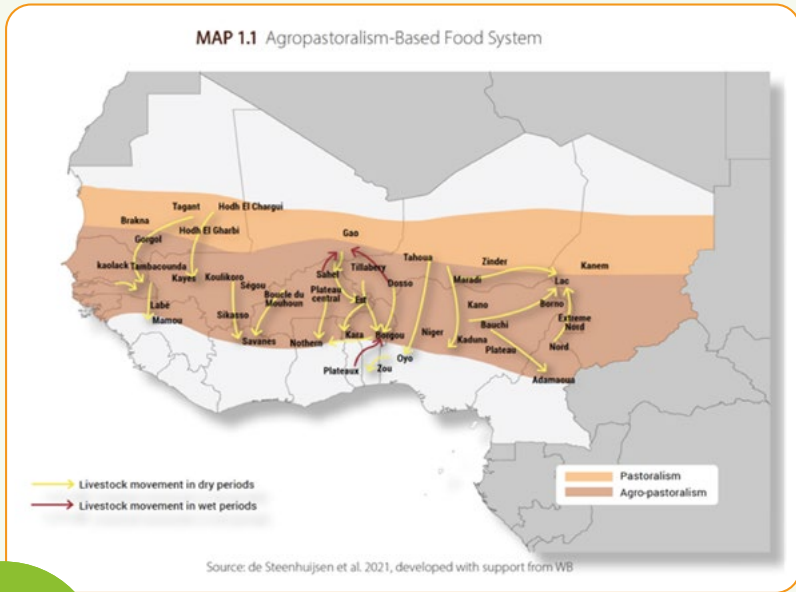 MAP 1.1 Agropastoralism-Based Food System
Tagant
Hodh El Chargui
Brakna
Hodh El Gharbi
Gorgol
Gao
kaolack
Tambacounda
Kayes
Koulikoro
Ségou
Sahel
Tillabery
Tahoua
Zinder
Kanem
Maradi
Lac
Boucle du
Mouhoun
Plateau
central
Est
Dosso
Kano
Borno
Labé
Mamou
Sikasso
Savanes
Nothern
Kara
Borgou
Niger
Kaduna
Bauchi
Plateau
Extreme
Nord
Nord
Plateaux
Zou
Oyo
Adamaoua
Livestock movement in dry periods
Livestock movement in wet periods
Pastoralism
Agro-pastoralism
Source: de Steenhuijsen et al. 2021, developed with support from WB